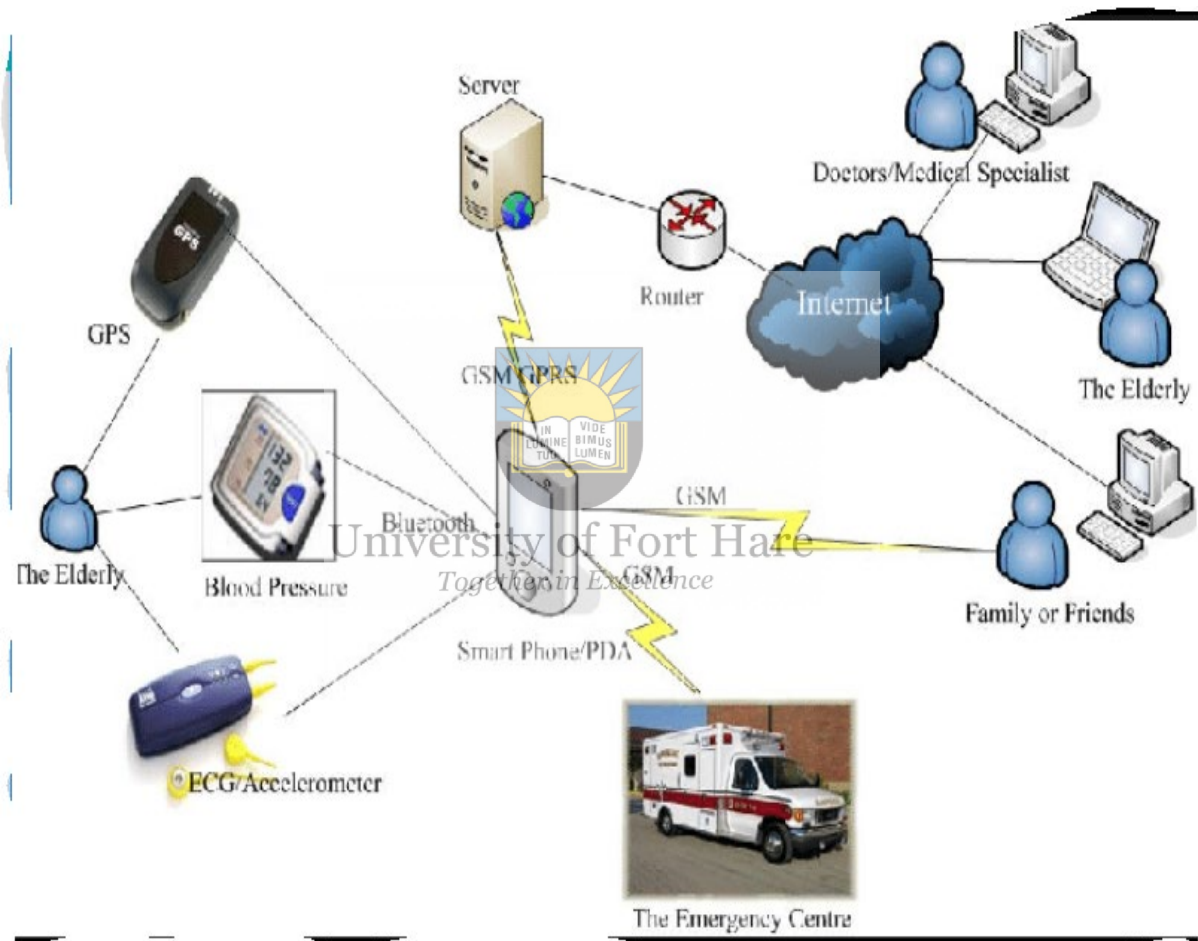 Server
Doctors/Medical Specialist
GPS
GPS
Router
Internet
The Elderly
GSM GPRS
IN
LUMINE
TUO
VIDE
BIMUS
LUMEN
GSM
Bluetooth
University of Fort Hare
Together in Excellence
GSM
The Elderly
Blood Pressure
Family or Friends
Smart Phone/PDA
ECG/Accelerometer
The Emergency Centre